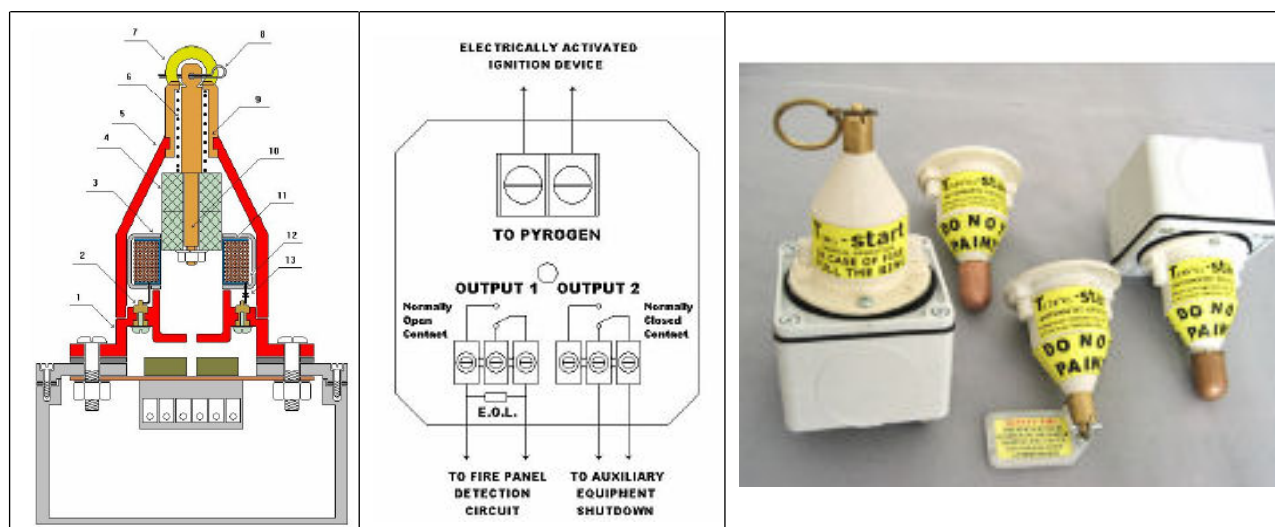 7
8
6
9
5
4
10
3
11
12
2
13
1
ELECTRICALLY ACTIVATED
IGNITION DEVICE
TO PYROGEN
OUTPUT 1 OUTPUT 2
Normally
Open
Contact
Normally
Closed
Contact
E.O.L.
TO FIRE PANEL
DETECTION
CIRCUIT
TO AUXILIARY
EQUIPMENT
SHUTDOWN
-start
IN CASE OF FIRE
THE RING
DO NOT
PAINT
DO NO
PAIN
DO NO
PAIN